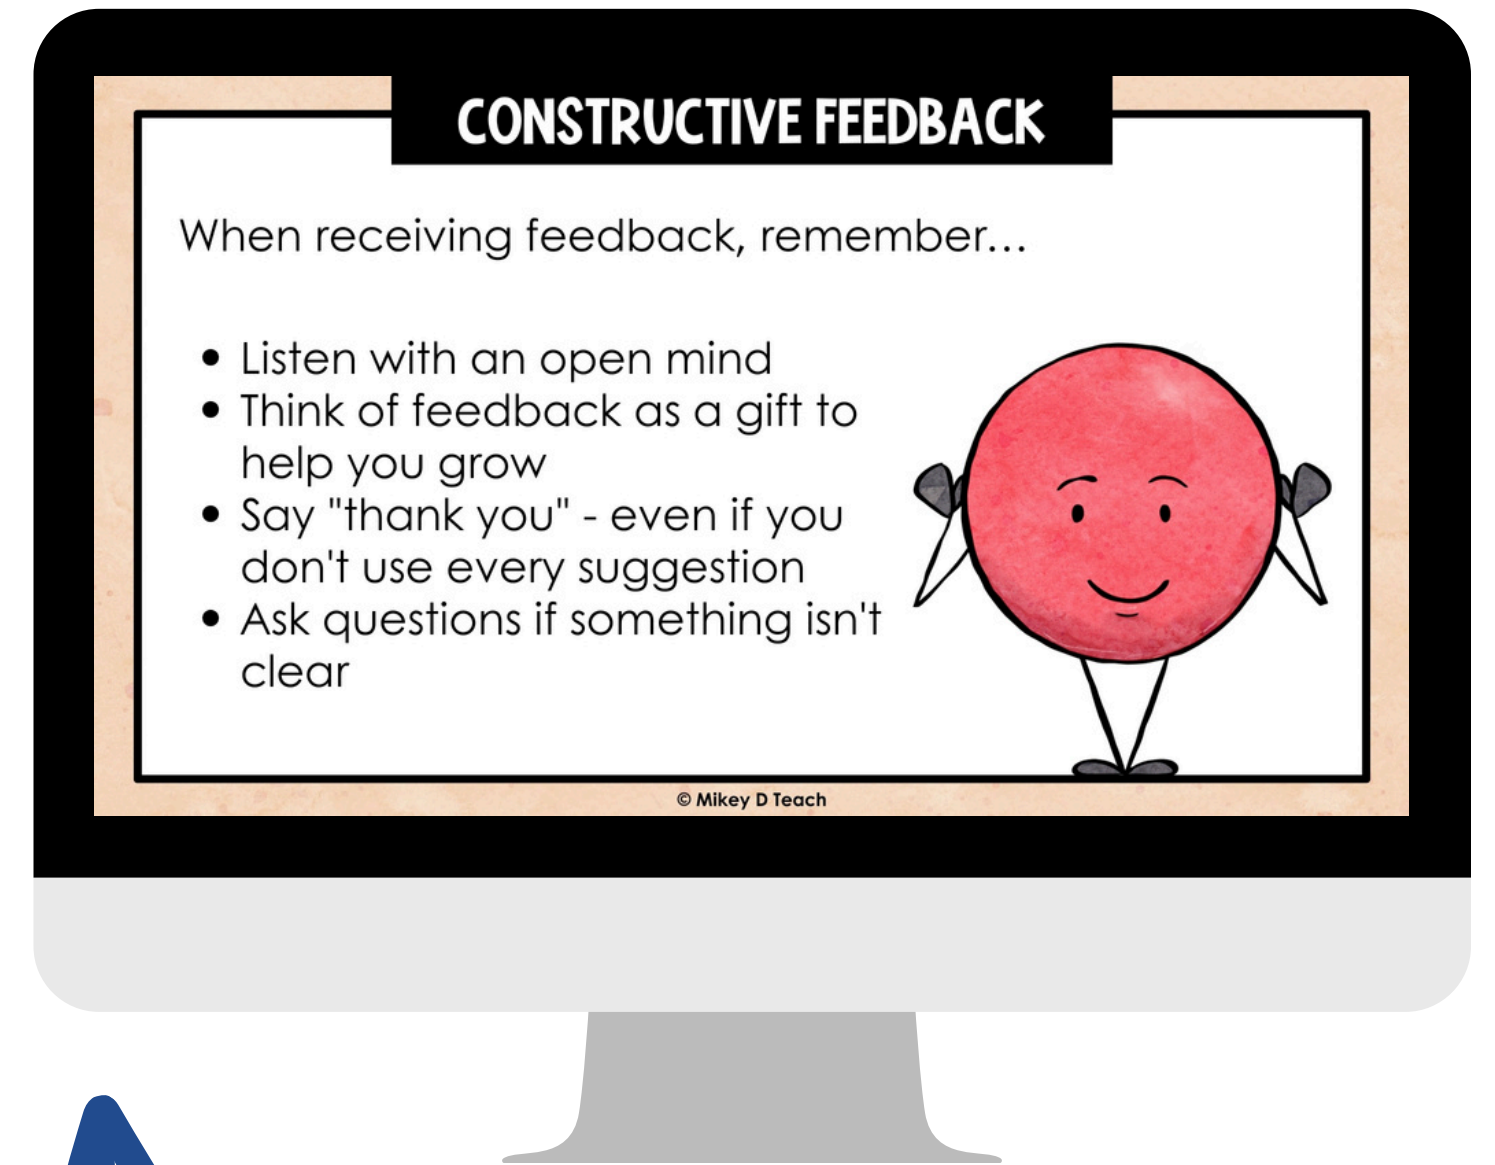 CONSTRUCTIVE FEEDBACK
When receiving feedback, remember...
• Listen with an open mind
• Think of feedback as a gift to
help you grow
• Say "thank you" - even if you
don't use every suggestion
• Ask questions if something isn't
clear
© Mikey D Teach